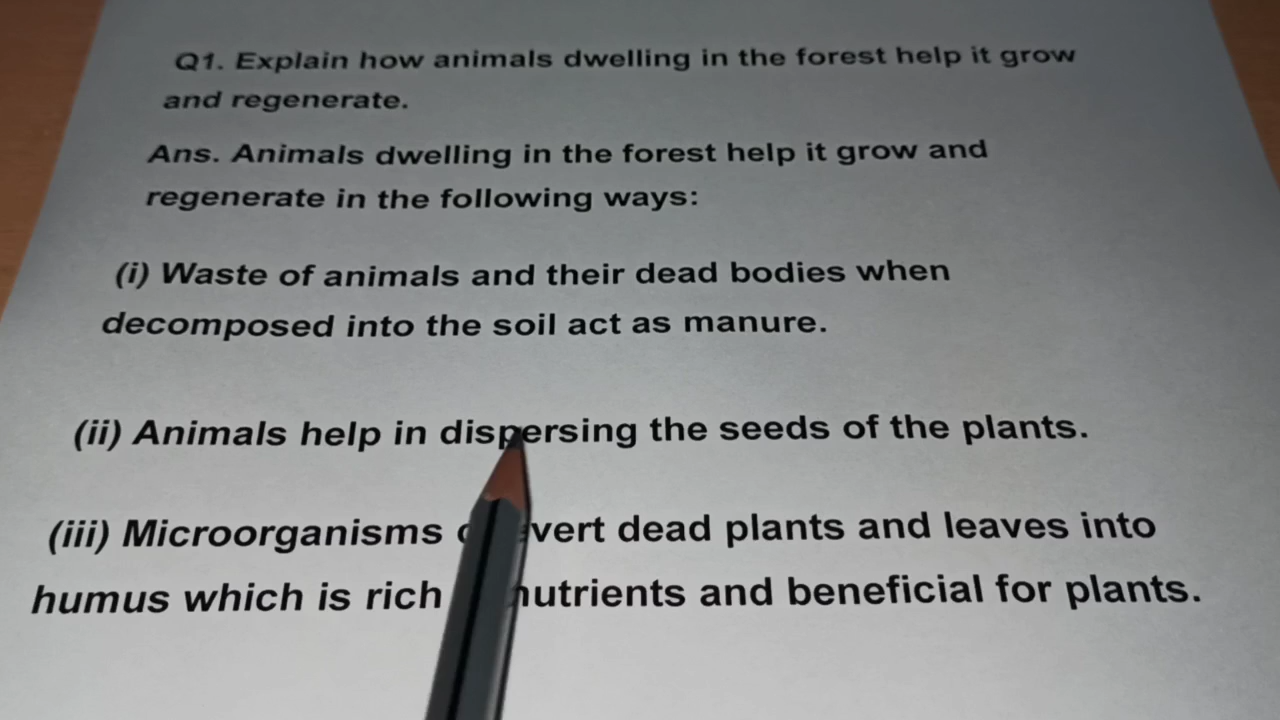 Q1. Explain how animals dwelling in the forest help it grow
and regenerate.
Ans. Animals dwelling in the forest help it grow and
regenerate in the following ways:
(i) Waste of animals and their dead bodies when
decomposed into the soil act as manure.
(ii) Animals help in dispersing the seeds of the plants.
(iii) Microorganisms dead plants and leaves into
humus which is rich nutrients and beneficial for plants.